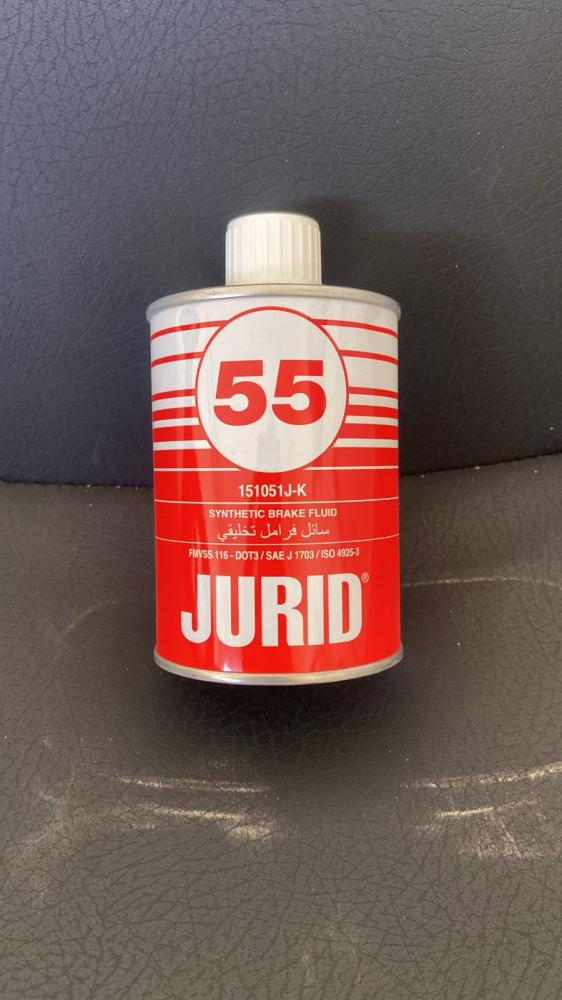 55
151051J-K
SYNTHETIC BRAKE FLUID
سائل فرامل تخليقي
FMVSS 116 - DOT3 / SAE J 1703 / ISO 4925-3
JURID®